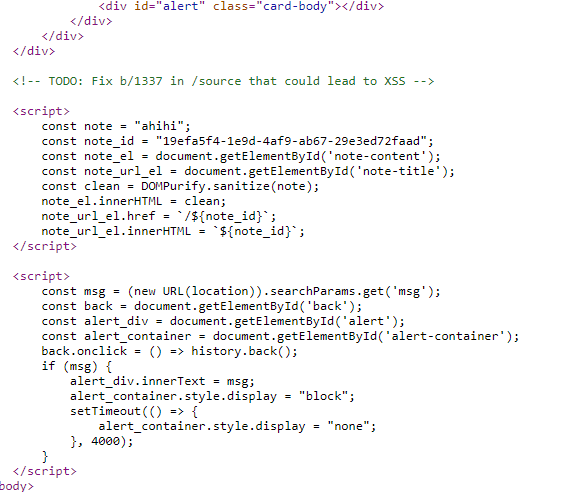 <div id="alert" class="card-body"></div>
</div>
</div>
</div>
<!-- TODO: Fix b/1337 in /source that could lead to XSS -->
<script>
const note = "ahihi";
const note_id = "19efa5f4-1e9d-4af9-ab67-29e3ed72faad";
const note_el = document.getElementById('note-content');
const note_url_el = document.getElementById('note-title');
const clean = DOMPurify.sanitize(note);
note_el.innerHTML = clean;
note_url_el.href = `/${note_id}`;
note_url_el.innerHTML = `${note_id}`;
</script>
<script>
const msg = (new URL(location)).searchParams.get('msg');
const back = document.getElementById('back');
const alert_div = document.getElementById('alert');
const alert_container = document.getElementById('alert-container');
back.onclick = () => history.back();
if (msg) {
alert_div.innerText = msg;
alert_container.style.display = "block";
setTimeout(() => {
alert_container.style.display = "none";
}, 4000);
}
</script>
body>